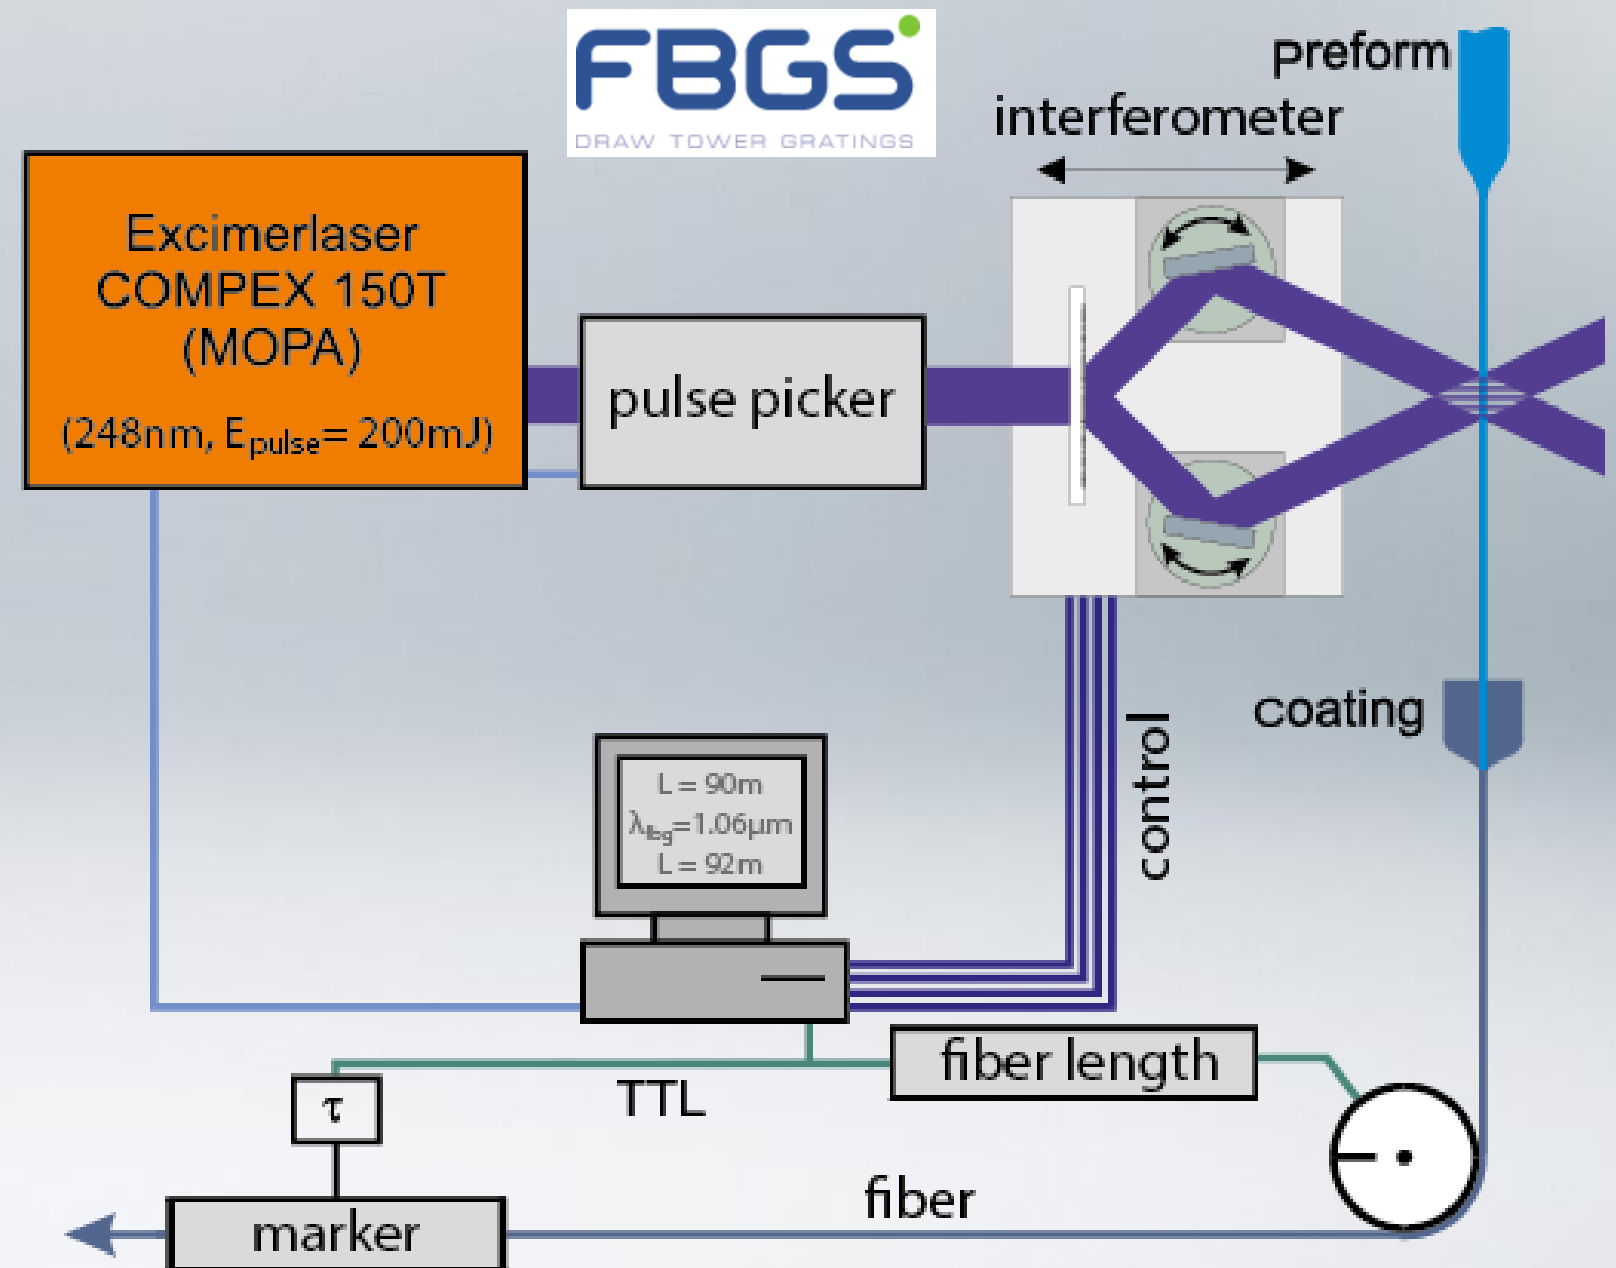 FBGS
DRAW TOWER GRATINGS
preform
interferometer
Excimerlaser
COMPEX 150T
(MOPA)
(248nm, Epulse= 200mJ)
pulse picker
coating
control
L = 90m
λfbg=1.06µm
L = 92m
fiber length
TTL
τ
fiber
marker